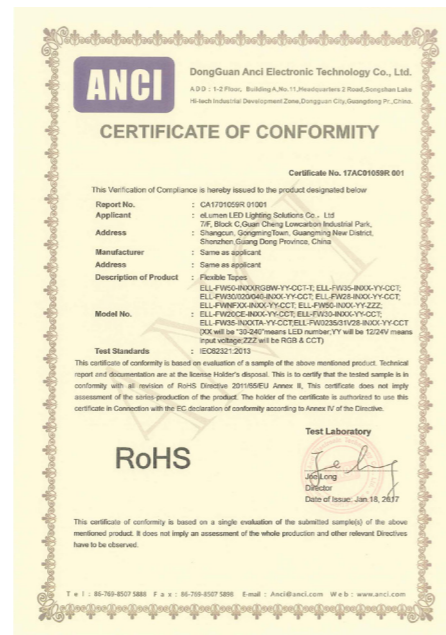 ANCI
DongGuan Anci Electronic Technology Co., Ltd.
ADD : 1-2 Floor, Building A,No.11,Headquarters 2 Road,Songshan Lake
Hi-tech Industrial Development Zone,Dongguan City,Guangdong Pr.,China.
CERTIFICATE OF CONFORMITY
Certificate No. 17AC01059R 001
This Verification of Compliance is hereby issued to the product designated below
Report No. : CA1701059R 01001
Applicant : eLumen LED Lighting Solutions Co., Ltd
7/F, Block C,Guan Cheng Lowcarbon Industrial Park,
Address : Shangcun, GongmingTown, Guangming New District,
Shenzhen,Guang Dong Province, China
Manufacturer : Same as applicant
Address : Same as applicant
Description of Product : Flexible Tapes
ELL-FW50-INXXRGBW-YY-CCT-T; ELL-FW35-INXX-YY-CCT;
ELL-FW30/020/040-INXX-YY-CCT; ELL-FW28-INXX-YY-CCT;
ELL-FWNFXX-INXX-YY-CCT; ELL-FW50-INXX-YY-ZZZ;
Model No. : ELL-FW20CE-INXX-YY-CCT; ELL-FW30-INXX-YY-CCT;
ELL-FW35-INXXTA-YY-CCT;ELL-FW0235/31V28-INXX-YY-CCT
(XX will be "30-240"means LED number;YY will be 12/24V means
input voltage;ZZZ will be RGB & CCT)
Test Standards : IEC62321:2013
This certificate of conformity is based on evaluation of a sample of the above mentioned product. Technical
report and documentation are at the license Holder's disposal. This is to certify that the tested sample is in
conformity with all revision of RoHS Directive 2011/65/EU Annex II, This certificate does not imply
assessment of the series-production of the product. The holder of the certificate is authorized to use this
certificate in Connection with the EC declaration of conformity according to Annex IV of the Directive.
Test Laboratory
RoHS
Joe Long
Director
Date of Issue: Jan.18, 2017
This certificate of conformity is based on a single evaluation of the submitted sample(s) of the above
mentioned product. It does not imply an assessment of the whole production and other relevant Directives
have to be observed.
Tel: 86-769-8507 5888 Fax: 86-769-8507 5898 E-mail: Anci@anci.com Web: www.anci.com